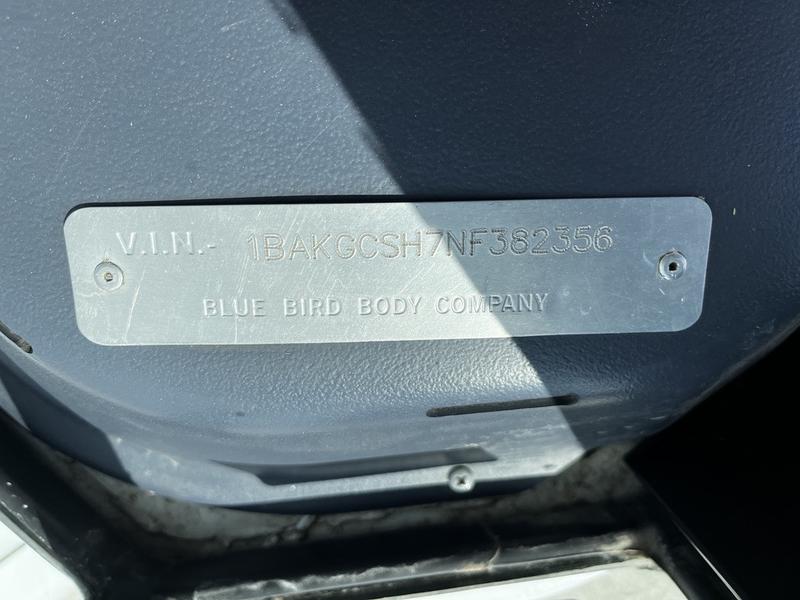 V.I.N.- 1BAKGCSH7NF382356
BLUE BIRD BODY COMPANY